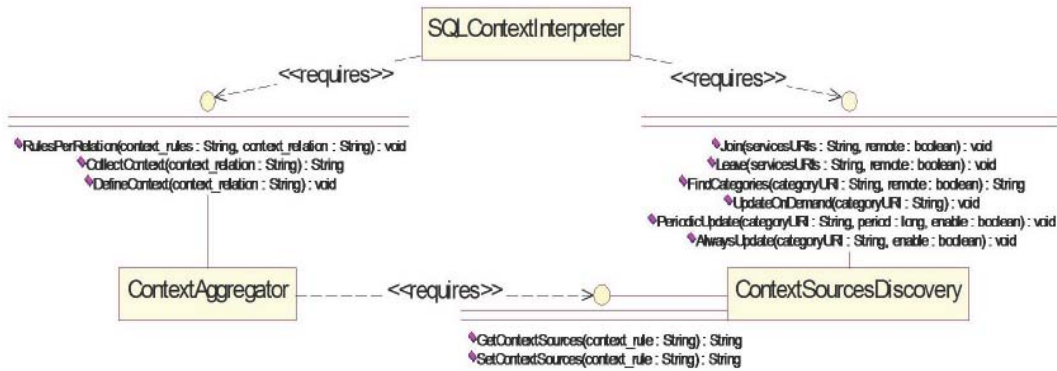 SQLContextInterpreter
<<requires>>
<<requires>>
RulesPerRelation(context_rules : String, context_relation : String) : void
CollectContext(context_relation : String) : String
DefineContext(context_relation : String) : void
Join(servicesURIs : String, remote : boolean) : void
Leave(servicesURIs : String, remote : boolean) : void
FindCategories(categoryURI : String, remote : boolean) : String
UpdateOnDemand(categoryURI : String) : void
PeriodicUpdate(categoryURI : String, period : long, enable : boolean) : void
AlwaysUpdate(categoryURI : String, enable : boolean) : void
ContextAggregator
<<requires>>
ContextSourcesDiscovery
GetContextSources(context_rule : String) : String
SetContextSources(context_rule : String) : String